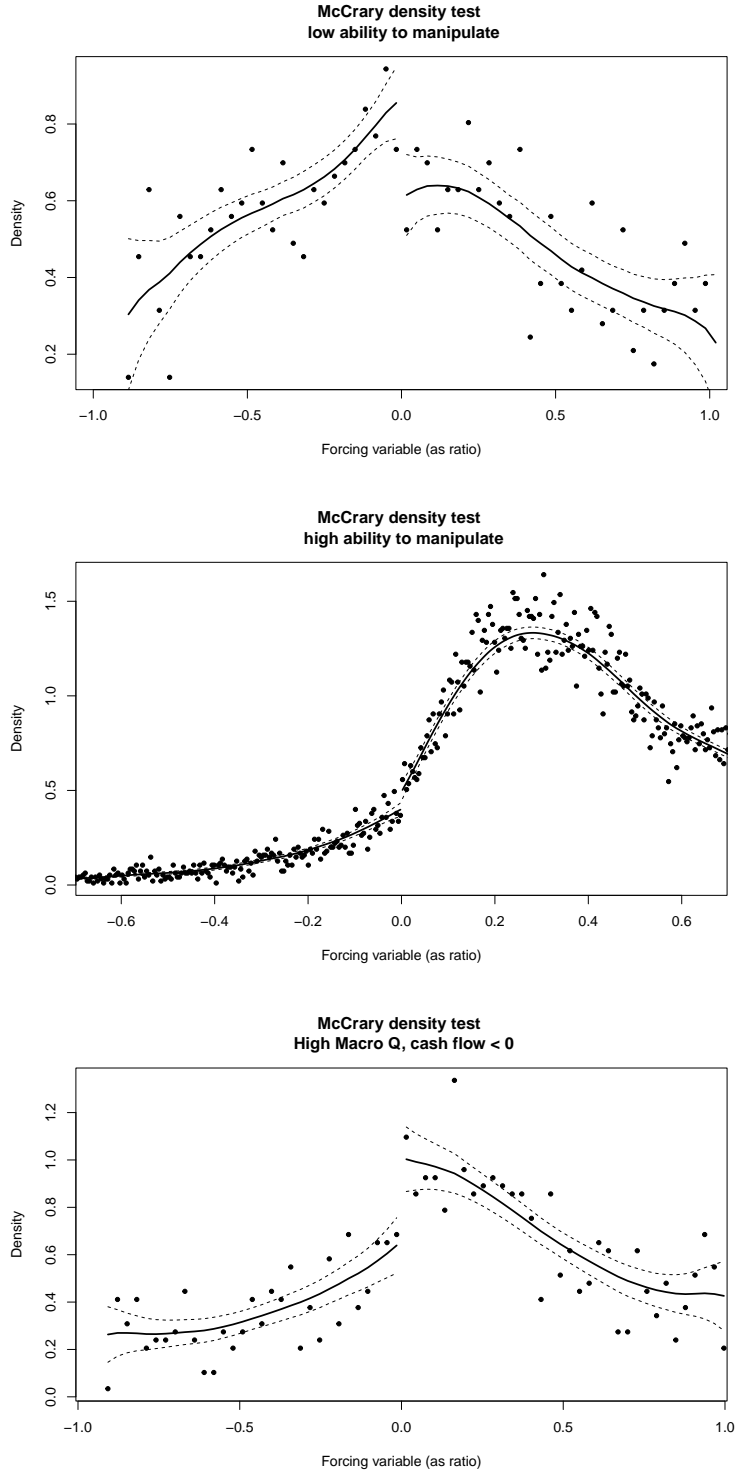 McCrary density test
low ability to manipulate
Density
0.2 0.4 0.6 0.8
−1.0 −0.5 0.0 0.5 1.0
Forcing variable (as ratio)
McCrary density test
high ability to manipulate
Density
0.0 0.5 1.0 1.5
−0.6 −0.4 −0.2 0.0 0.2 0.4 0.6
Forcing variable (as ratio)
McCrary density test
High Macro Q, cash flow < 0
Density
0.0 0.2 0.4 0.6 0.8 1.0 1.2
−1.0 −0.5 0.0 0.5 1.0
Forcing variable (as ratio)